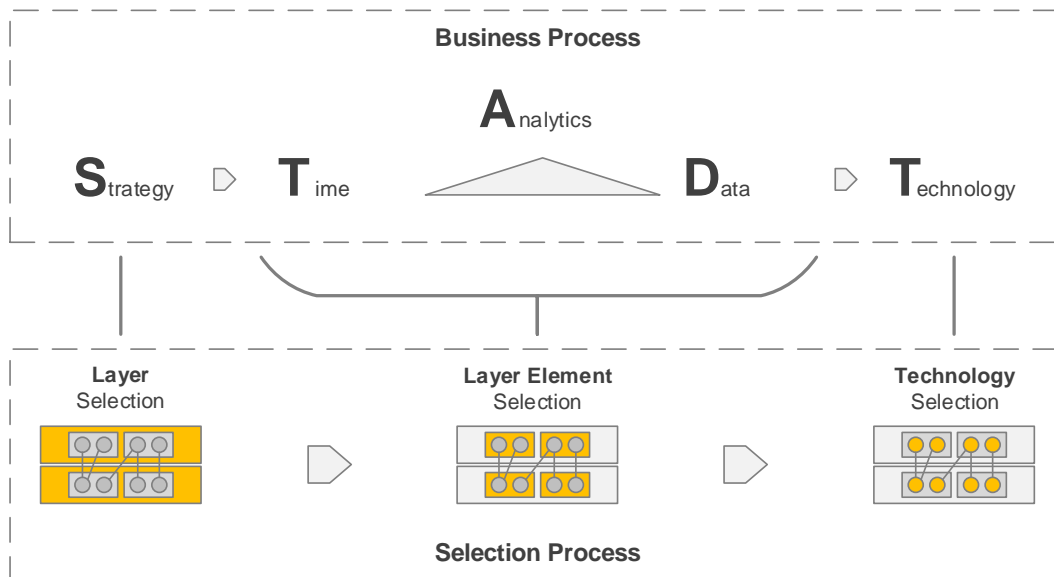 Business Process
Analytics
Strategy Time Data Technology
Layer Layer Element Technology
Selection Selection Selection
Selection Process